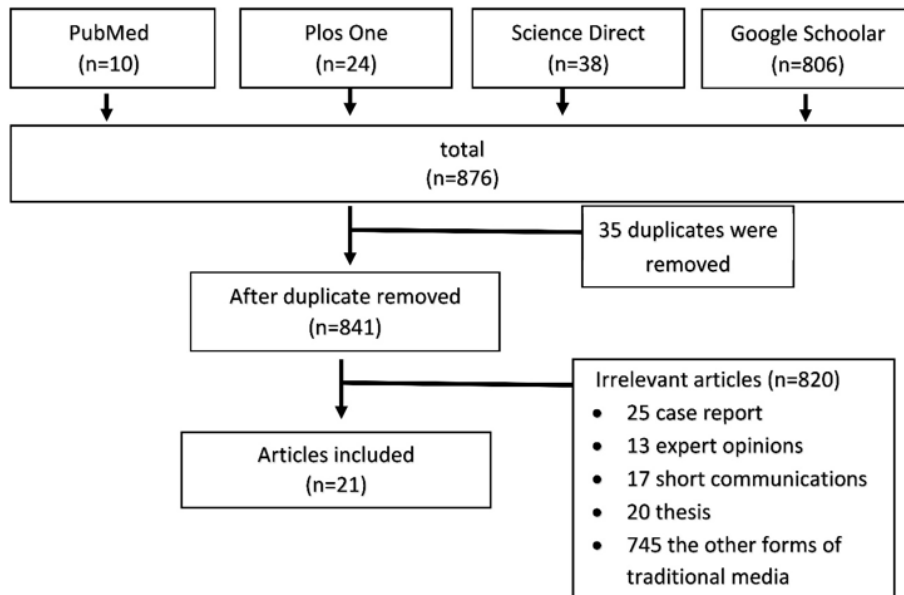 PubMed
(n=10)
Plos One
(n=24)
Science Direct
(n=38)
Google Schoolar
(n=806)
total
(n=876)
35 duplicates were
removed
After duplicate removed
(n=841)
Irrelevant articles (n=820)
• 25 case report
• 13 expert opinions
• 17 short communications
• 20 thesis
• 745 the other forms of
traditional media
Articles included
(n=21)